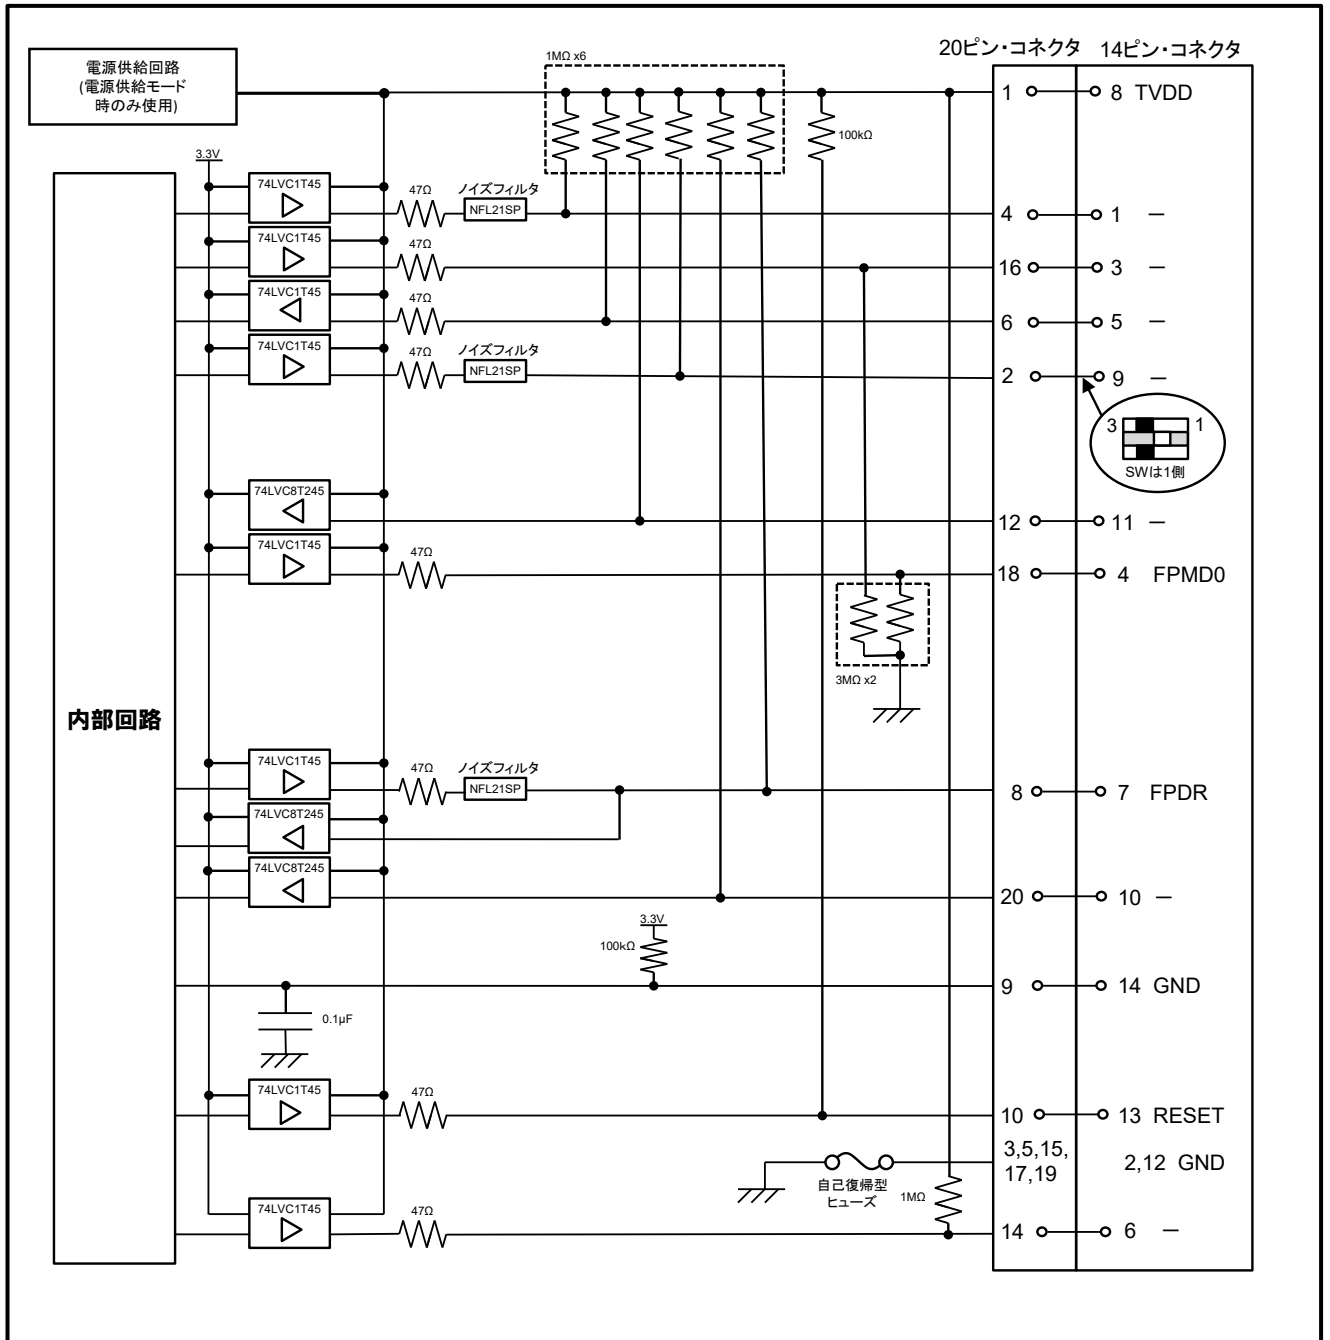 20ピン・コネクタ 14ピン・コネクタ
電源供給回路
(電源供給モード
時のみ使用)
1MΩ x6
1 8 TVDD
100kΩ
3.3V
内部回路
74LVC1T45
47Ω
ノイズフィルタ
NFL21SP
4 1 －
74LVC1T45
47Ω
16 3 －
74LVC1T45
47Ω
6 5 －
74LVC1T45
47Ω
ノイズフィルタ
NFL21SP
2 9 －
3 1
SWは1側
74LVC8T245
12 11 －
74LVC1T45
47Ω
18 4 FPMD0
3MΩ x2
74LVC1T45
47Ω
ノイズフィルタ
NFL21SP
8 7 FPDR
74LVC8T245
74LVC8T245
20 10 －
3.3V
100kΩ
9 14 GND
0.1µF
74LVC1T45
47Ω
10 13 RESET
3,5,15,
17,19
2,12 GND
自己復帰型
ヒューズ
1MΩ
74LVC1T45
47Ω
14 6 －